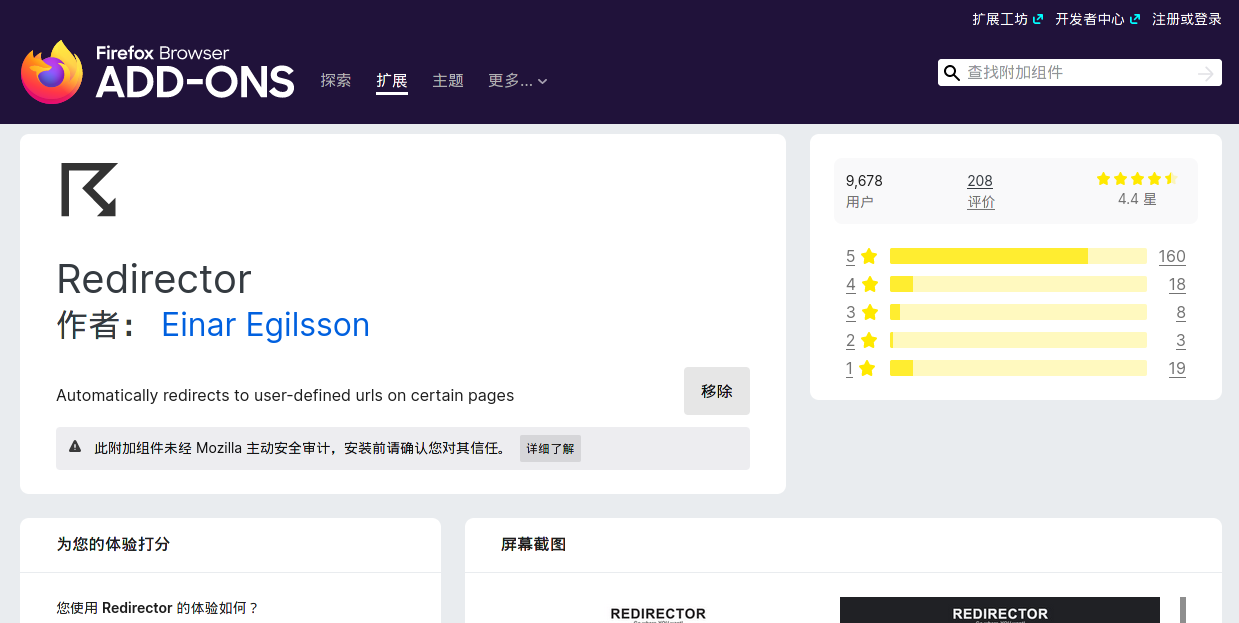 扩展工坊 开发者中心 注册或登录
Firefox Browser
ADD-ONS
探索 扩展 主题 更多...
查找附加组件
Redirector
作者： Einar Egilsson
Automatically redirects to user-defined urls on certain pages
移除
此附加组件未经 Mozilla 主动安全审计，安装前请确认您对其信任。 详细了解
9,678 208
用户 评价 4.4 星
5 160
4 18
3 8
2 3
1 19
为您的体验打分
您使用 Redirector 的体验如何？
屏幕截图
REDIRECTOR REDIRECTOR